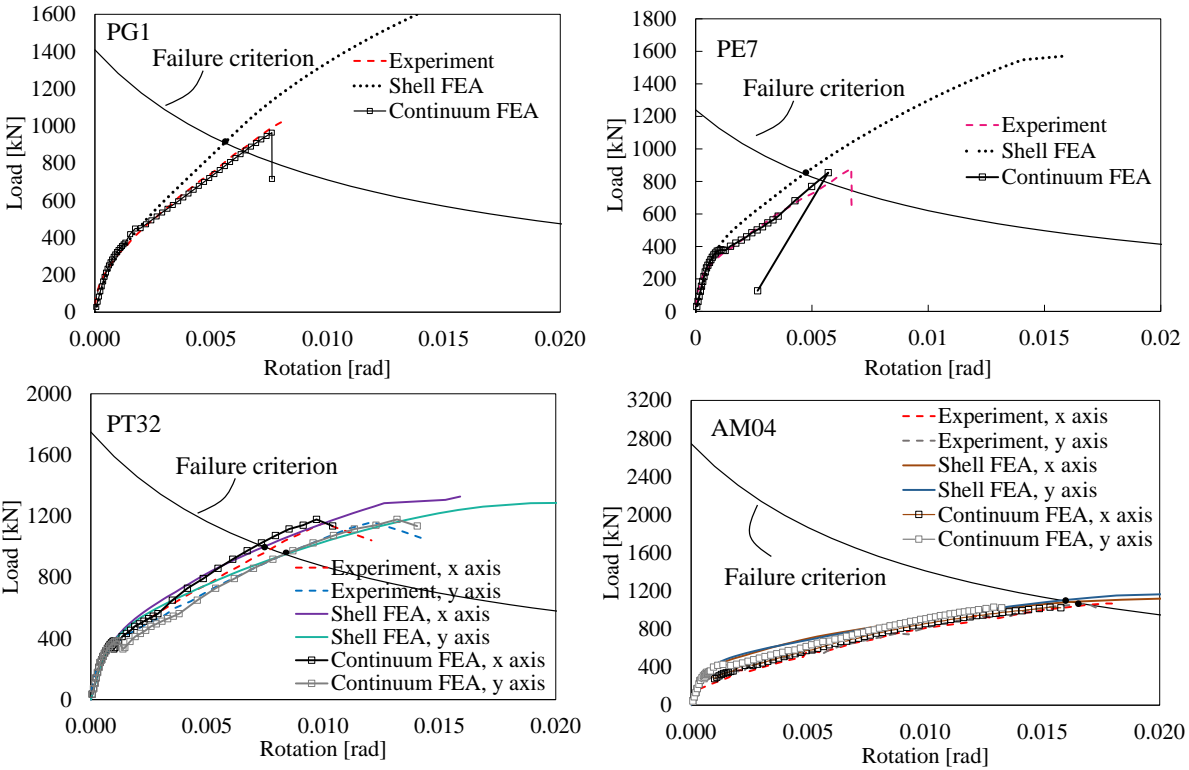 PG1
Failure criterion
Experiment
Shell FEA
Continuum FEA
Load [kN]
1600
1400
1200
1000
800
600
400
200
0
0.000
0.005
0.010
0.015
0.020
Rotation [rad]
PE7
Failure criterion
Experiment
Shell FEA
Continuum FEA
Load [kN]
1800
1600
1400
1200
1000
800
600
400
200
0
0
0.005
0.01
0.015
0.02
Rotation [rad]
PT32
Failure criterion
Experiment, x axis
Experiment, y axis
Shell FEA, x axis
Shell FEA, y axis
Continuum FEA, x axis
Continuum FEA, y axis
Load [kN]
2000
1600
1200
800
400
0
0.000
0.005
0.010
0.015
0.020
Rotation [rad]
AM04
Experiment, x axis
Experiment, y axis
Shell FEA, x axis
Shell FEA, y axis
Continuum FEA, x axis
Continuum FEA, y axis
Failure criterion
Load [kN]
3200
2800
2400
2000
1600
1200
800
400
0
0.000
0.005
0.010
0.015
0.020
Rotation [rad]